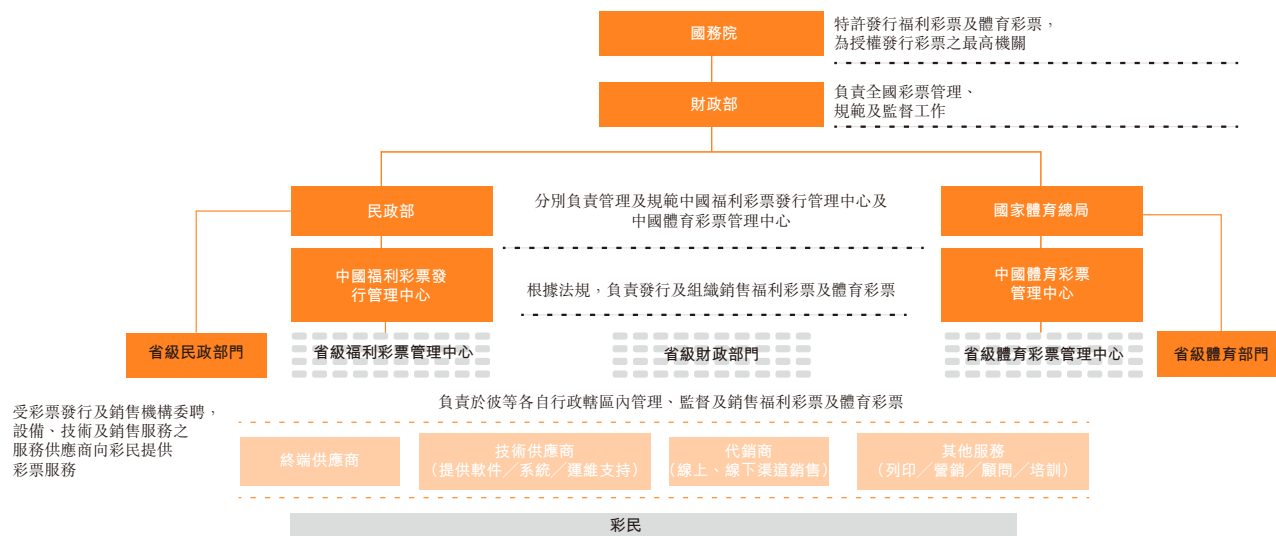 國務院
特許發行福利彩票及體育彩票，
為授權發行彩票之最高機關
財政部
負責全國彩票管理、
規範及監督工作
民政部
分別負責管理及規範中國福利彩票發行管理中心及
中國體育彩票管理中心
國家體育總局
中國福利彩票發
行管理中心
根據法規，負責發行及組織銷售福利彩票及體育彩票
中國體育彩票
管理中心
省級民政部門
省級福利彩票管理中心
省級財政部門
省級體育彩票管理中心
省級體育部門
負責於彼等各自行政轄區內管理、監督及銷售福利彩票及體育彩票
受彩票發行及銷售機構委聘，
設備、技術及銷售服務之
服務供應商向彩民提供
彩票服務
終端供應商
技術供應商
（提供軟件／系統／運維支持）
代銷商
（線上、線下渠道銷售）
其他服務
（列印／營銷／顧問／培訓）
彩民